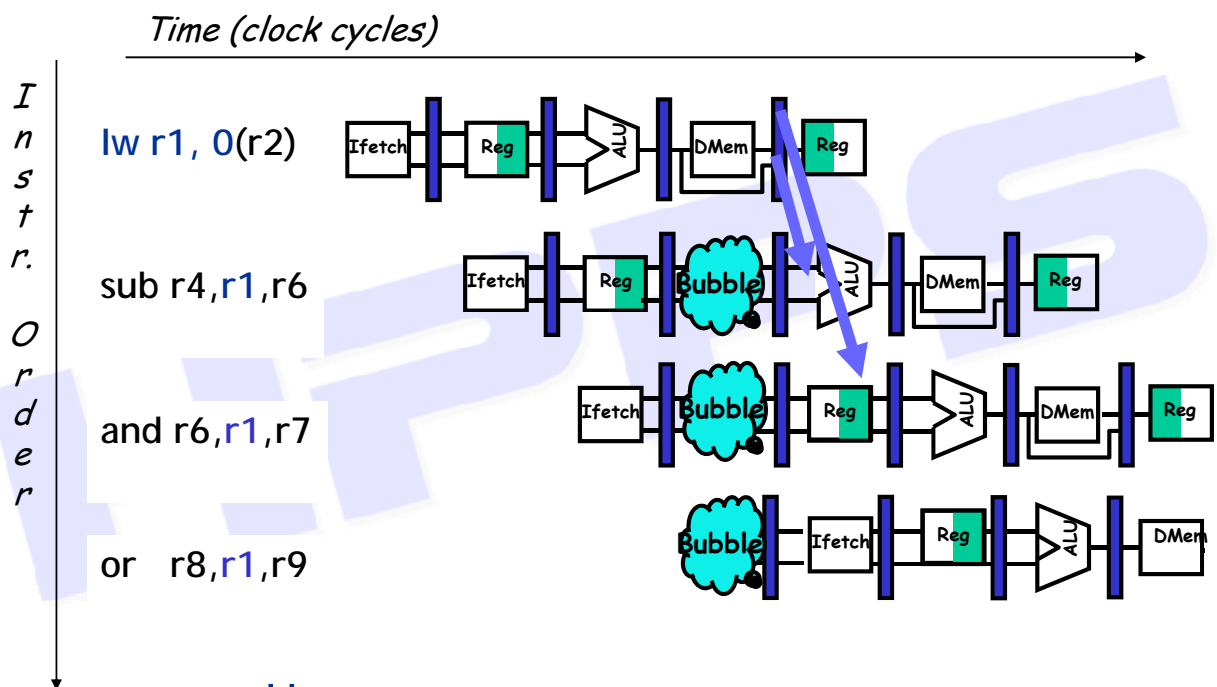 Time (clock cycles)
Instr. Order
lw r1, 0(r2)
Ifetch Reg ALU DMem Reg
sub r4,r1,r6
Ifetch Reg Bubble ALU DMem Reg
and r6,r1,r7
Ifetch Bubble Reg ALU DMem Reg
or r8,r1,r9
Bubble Ifetch Reg ALU DMem